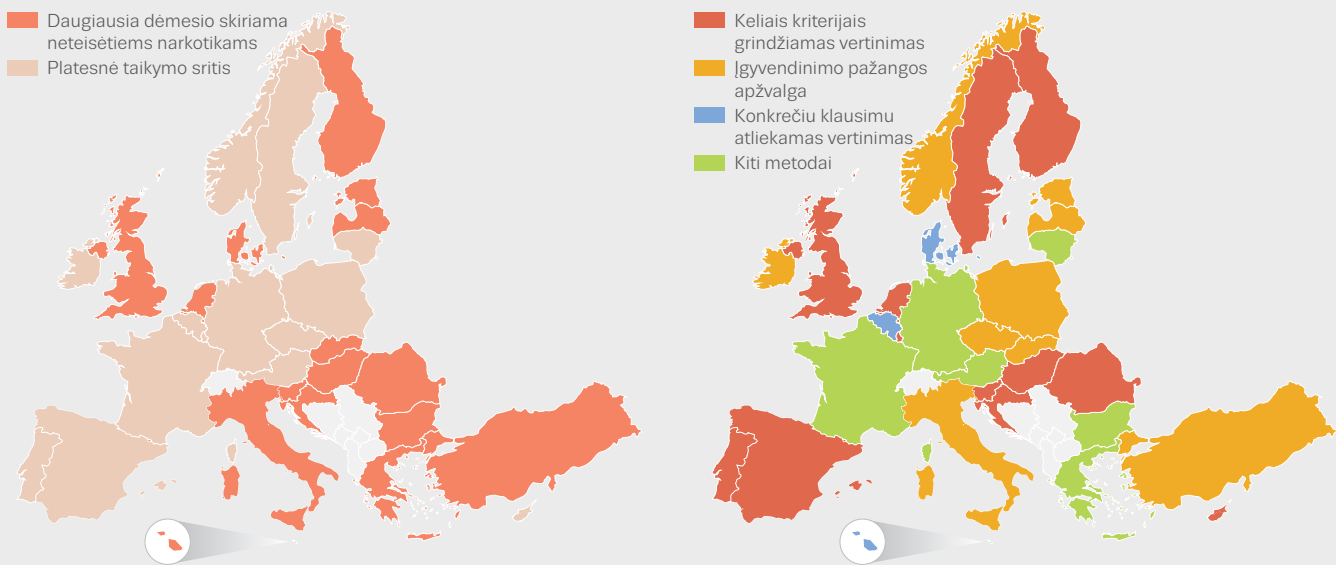 Daugiausia dėmesio skiriama
neteisėtiems narkotikams
Platesnė taikymo sritis
Keliais kriterijais
grindžiamas vertinimas
Įgyvendinimo pažangos
apžvalga
Konkrečiu klausimu
atliekamas vertinimas
Kiti metodai